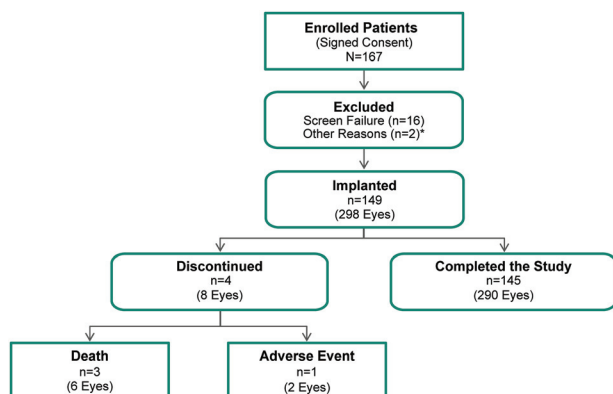 Enrolled Patients
(Signed Consent)
N=167
Excluded
Screen Failure (n=16)
Other Reasons (n=2)*
Implanted
n=149
(298 Eyes)
Discontinued
n=4
(8 Eyes)
Completed the Study
n=145
(290 Eyes)
Death
n=3
(6 Eyes)
Adverse Event
n=1
(2 Eyes)